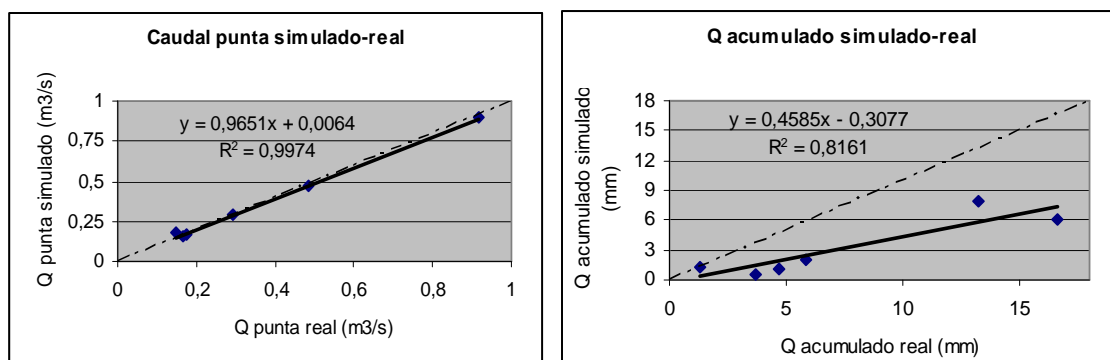 Caudal punta simulado-real
Q punta simulado (m3/s)
1
0,75
0,5
0,25
0
y = 0,9651x + 0,0064
R² = 0,9974
0
0,2
0,4
0,6
0,8
1
Q punta real (m3/s)
Q acumulado simulado-real
Q acumulado simulado
(mm)
18
15
12
9
6
3
0
y = 0,4585x - 0,3077
R² = 0,8161
0
5
10
15
Q acumulado real (mm)